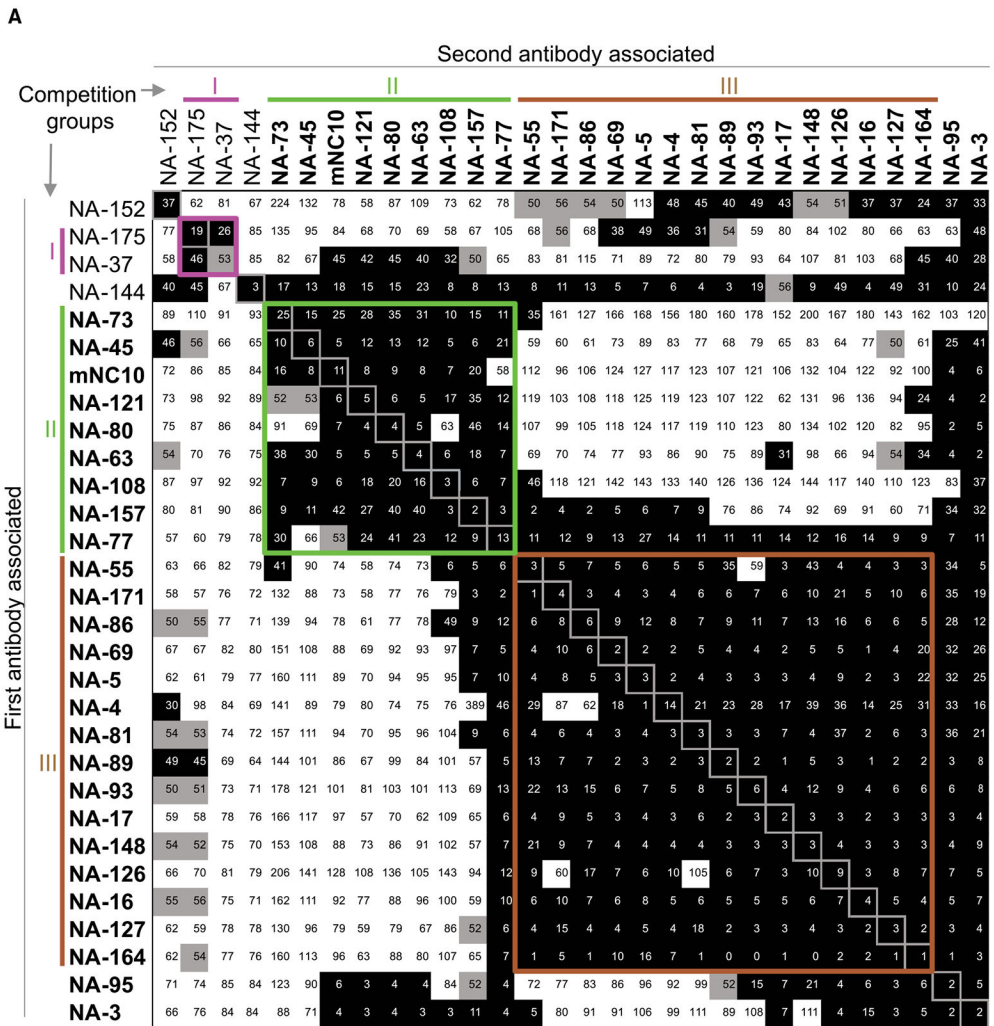 A
Second antibody associated
Competition groups
I II III
NA-152 NA-175 NA-37 NA-144 NA-73 NA-45 mNC10 NA-121 NA-80 NA-63 NA-108 NA-157 NA-77 NA-55 NA-171 NA-86 NA-69 NA-5 NA-4 NA-81 NA-89 NA-93 NA-17 NA-148 NA-126 NA-16 NA-127 NA-164 NA-95 NA-3
First antibody associated
I
II
III
NA-152 37 62 81 67 224 132 78 58 87 109 73 62 78 50 56 54 50 113 48 45 40 49 43 54 51 37 37 24 37 33
NA-175 77 19 26 85 135 95 84 68 70 58 58 67 105 68 56 68 38 49 36 31 54 59 80 94 72 80 66 63 63 48
NA-37 58 46 53 85 82 67 45 42 45 40 32 50 65 83 81 115 71 89 72 80 79 93 64 107 81 103 68 45 40 28
NA-144 40 45 67 3 17 13 18 15 15 23 8 8 13 8 11 13 5 7 6 4 3 19 56 9 49 4 49 31 10 24
NA-73 89 110 91 93 25 15 25 28 35 31 10 15 11 35 161 127 166 168 156 180 168 158 178 200 167 180 143 162 103 120
NA-45 46 56 66 65 10 6 5 12 13 12 5 6 21 59 60 61 73 89 83 77 68 79 65 83 64 77 50 61 25 41
mNC10 72 86 85 84 16 8 11 8 9 8 7 20 58 112 96 106 124 127 117 123 107 121 106 132 104 122 92 100 4 6
NA-121 73 98 92 89 52 53 6 5 6 5 17 35 12 119 103 108 118 125 124 122 98 122 62 131 96 136 94 24 4 2
NA-80 75 87 86 84 91 69 7 4 4 5 63 46 14 107 99 125 118 124 117 120 90 116 107 124 102 120 82 95 2 5
NA-63 54 70 76 75 38 30 5 5 5 4 6 18 7 69 70 74 77 93 86 90 75 89 31 98 66 94 54 34 4 2
NA-108 87 97 92 92 7 9 6 18 20 16 3 6 7 46 118 121 142 143 133 140 126 136 124 144 117 140 110 123 83 37
NA-157 80 81 90 86 9 11 42 27 40 40 3 2 3 2 4 2 5 6 7 9 76 86 74 92 69 91 60 71 34 32
NA-77 57 60 79 78 30 66 53 24 41 23 12 9 13 11 12 9 13 27 11 14 11 12 14 12 16 14 9 9 7 11
NA-55 63 66 82 79 41 90 74 58 74 73 6 5 6 3 5 7 5 6 5 5 35 59 3 43 4 4 3 3 34 5
NA-171 58 57 76 72 132 88 73 58 77 76 79 3 2 1 4 3 4 3 4 6 6 7 6 10 21 5 10 6 35 19
NA-86 50 55 77 71 139 94 78 61 77 78 49 9 12 6 8 6 9 12 8 7 9 11 7 13 16 6 6 5 28 12
NA-69 67 67 82 80 151 108 88 69 92 93 97 7 5 4 10 6 2 2 2 5 4 4 2 5 5 1 4 20 32 26
NA-5 62 61 79 77 160 111 89 70 94 95 95 7 10 4 8 5 3 3 2 4 3 3 3 4 9 2 3 22 32 25
NA-4 30 98 84 69 141 89 79 80 74 75 76 389 46 29 87 62 18 1 14 21 23 28 17 39 36 14 25 31 33 16
NA-81 54 53 74 72 157 111 94 70 95 96 104 9 6 4 6 4 3 4 3 3 3 3 7 4 37 2 6 3 36 21
NA-89 49 45 69 64 144 101 86 67 99 84 101 57 5 13 7 7 2 3 2 3 2 2 1 5 3 1 2 2 3 8
NA-93 50 51 73 71 178 121 101 81 103 101 113 69 13 22 13 15 6 7 5 8 5 6 4 12 9 4 6 6 6 7
NA-17 59 58 78 76 166 117 97 57 70 62 109 65 6 4 9 5 3 4 3 6 2 3 2 3 3 2 3 3 3 4
NA-148 54 52 75 70 153 108 88 73 86 91 102 57 7 21 9 7 4 4 4 3 3 3 3 4 3 1 3 5 4 9
NA-126 66 70 81 79 206 141 128 108 136 105 143 94 12 9 60 17 7 6 10 105 6 7 3 10 9 3 8 7 7 5
NA-16 55 56 75 71 162 111 92 77 88 96 100 59 10 6 10 7 6 8 6 5 5 5 6 7 4 5 4 4 5 7
NA-127 62 59 78 78 130 96 79 59 79 67 86 52 6 4 15 4 4 5 4 18 2 3 3 4 3 2 3 2 3 4
NA-164 62 54 77 76 160 113 96 63 88 80 107 65 7 1 5 1 10 16 7 1 0 0 1 0 2 2 1 1 1 3
NA-95 71 74 85 84 123 90 6 3 4 4 84 52 4 72 77 83 86 96 92 99 52 15 7 21 4 6 3 6 2 5
NA-3 66 76 84 84 88 71 4 3 4 3 3 11 4 5 80 91 91 106 99 111 89 108 7 111 4 15 3 5 2 2